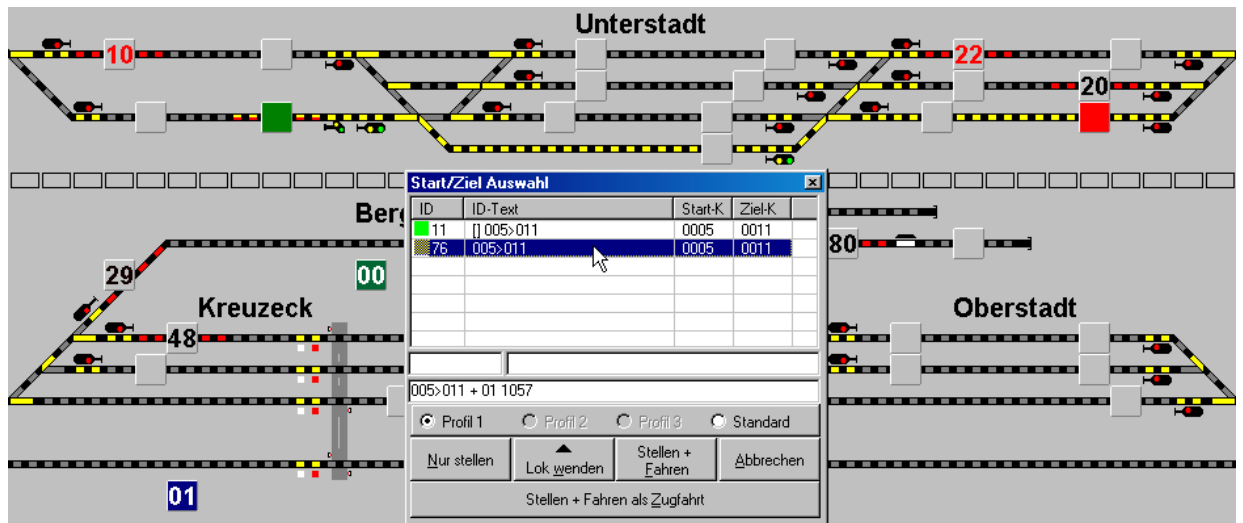 Unterstadt
10
22
20
Start/Ziel Auswahl
ID ID-Text Start-K Ziel-K
11 [] 005>011 0005 0011
76 005>011 0005 0011
005>011 + 01 1057
Profil 1 Profil 2 Profil 3 Standard
Nur stellen Lok wenden Stellen + Fahren Abbrechen
Stellen + Fahren als Zugfahrt
Berg
80
29
00
Kreuzeck
Oberstadt
48
01